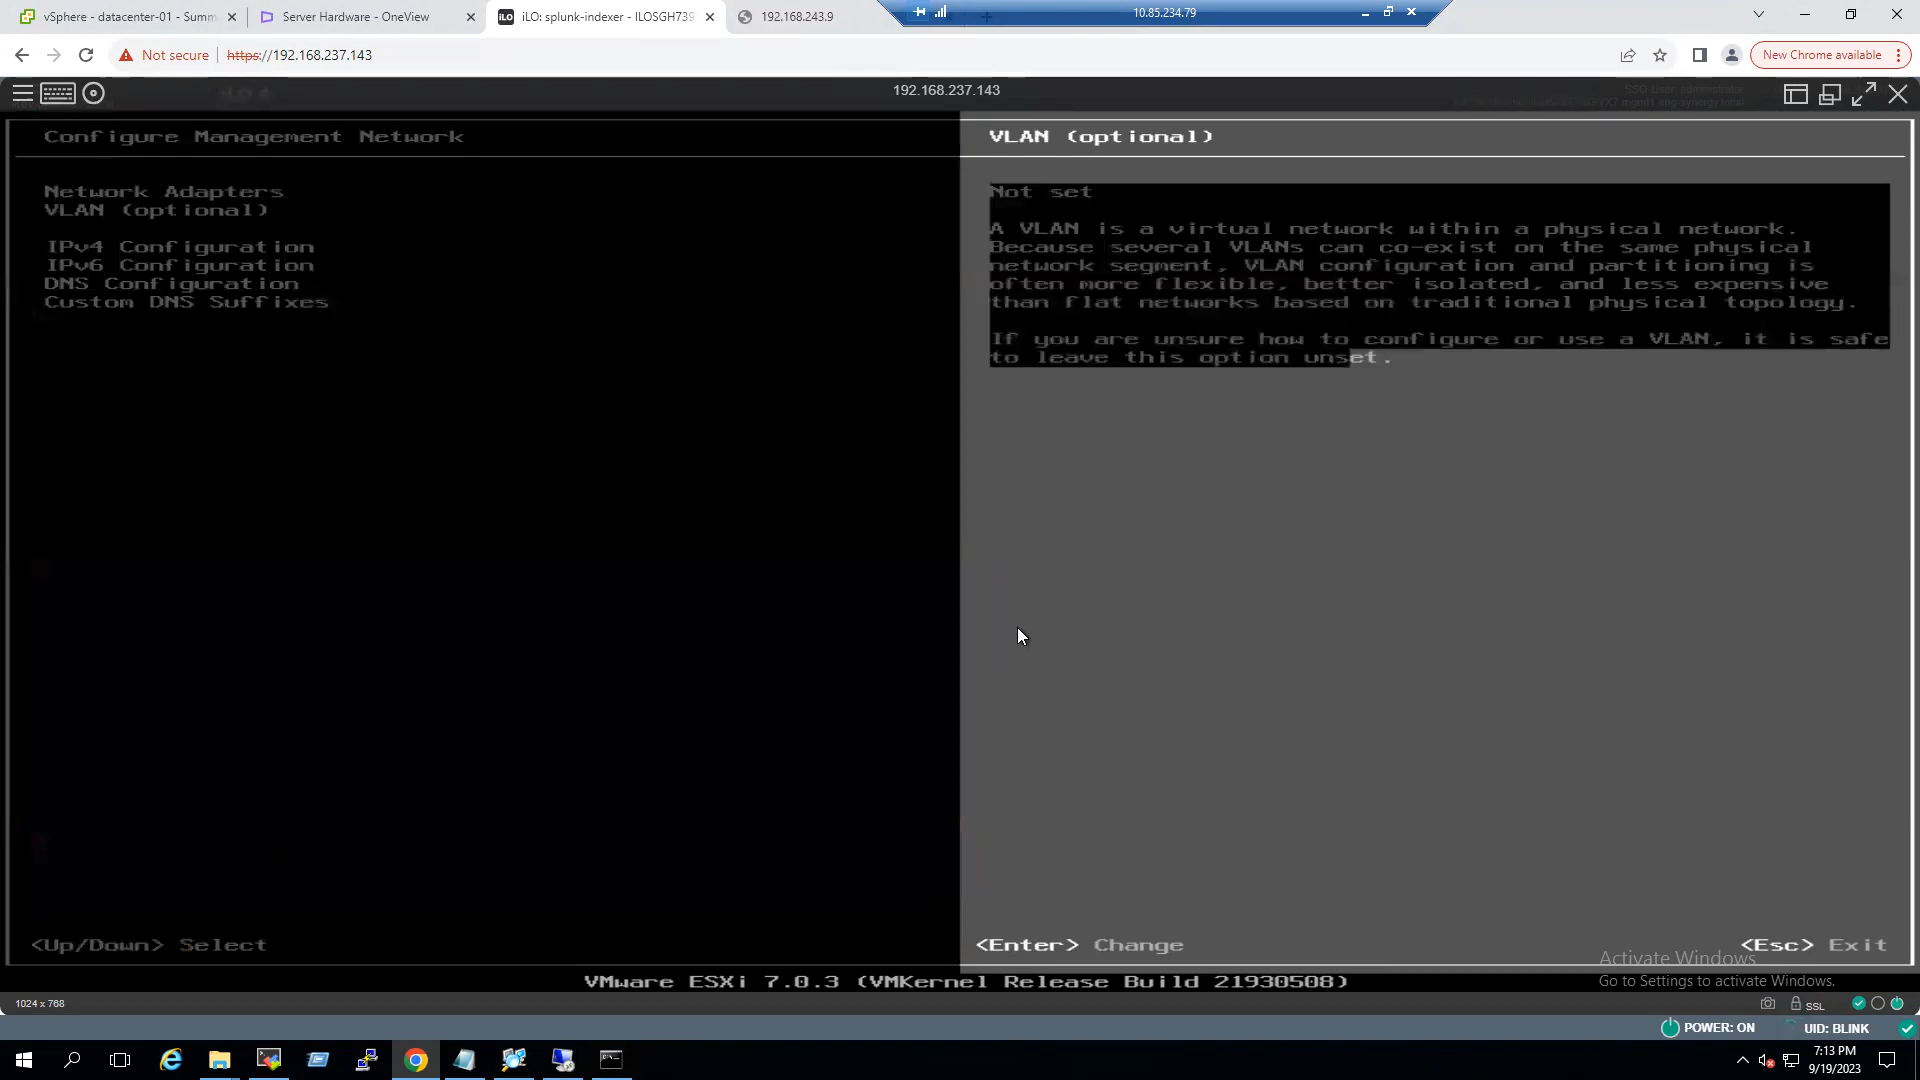 vSphere - datacenter-01 - Summ
Server Hardware - OneView
iLO: splunk-indexer - ILOSGH739
192.168.243.9
10.85.234.79
Not secure
https://192.168.237.143
New Chrome available
192.168.237.143
Configure Management Network
VLAN (optional)
Network Adapters
VLAN (optional)
IPv4 Configuration
IPv6 Configuration
DNS Configuration
Custom DNS Suffixes
Not set
A VLAN is a virtual network within a physical network.
Because several VLANs can co-exist on the same physical
network segment, VLAN configuration and partitioning is
often more flexible, better isolated, and less expensive
than flat networks based on traditional physical topology.
If you are unsure how to configure or use a VLAN, it is safe
to leave this option unset.
<Up/Down> Select
<Enter> Change
<Esc> Exit
VMware ESXi 7.0.3 (VMKernel Release Build 21930508)
Activate Windows
Go to Settings to activate Windows.
1024 x 768
SSL
POWER: ON
UID: BLINK
7:13 PM
9/19/2023